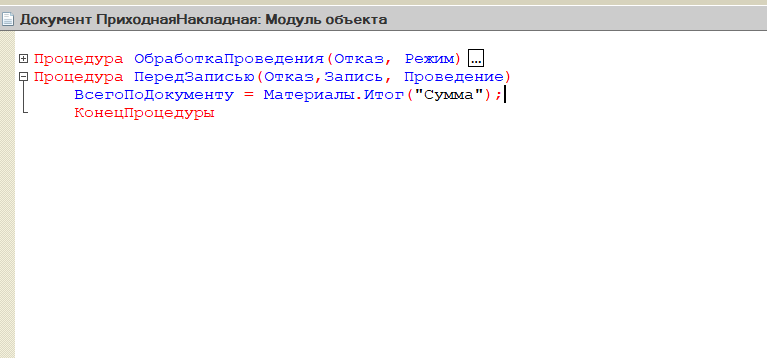 Документ ПриходнаяНакладная: Модуль объекта
Процедура ОбработкаПроведения(Отказ, Режим) ...
Процедура ПередЗаписью(Отказ,Запись, Проведение)
ВсегоПоДокументу = Материалы.Итог("Сумма");
КонецПроцедуры